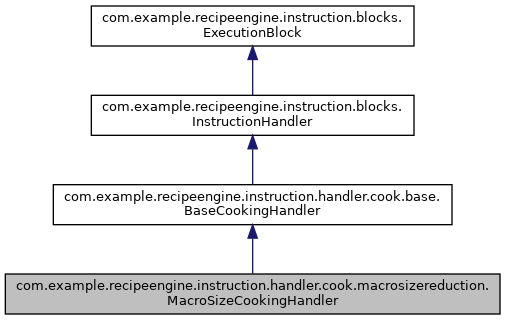 com.example.recipeengine.instruction.blocks.
ExecutionBlock
com.example.recipeengine.instruction.blocks.
InstructionHandler
com.example.recipeengine.instruction.handler.cook.base.
BaseCookingHandler
com.example.recipeengine.instruction.handler.cook.macrosizereduction.
MacroSizeCookingHandler